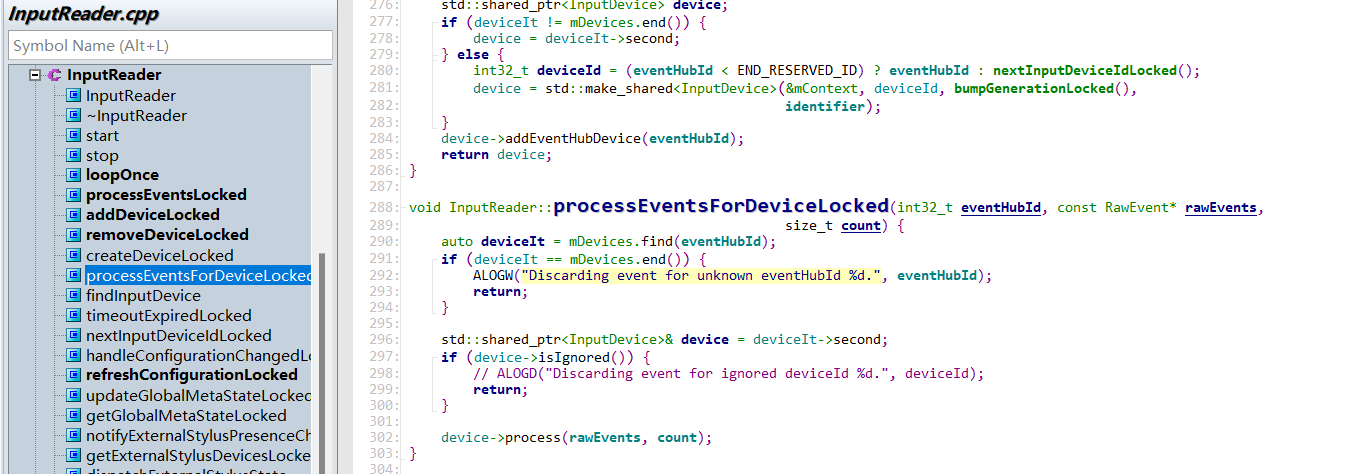 InputReader.cpp
Symbol Name (Alt+L)
InputReader
InputReader
~InputReader
start
stop
loopOnce
processEventsLocked
addDeviceLocked
removeDeviceLocked
createDeviceLocked
processEventsForDeviceLocked
findInputDevice
timeoutExpiredLocked
nextInputDeviceIdLocked
handleConfigurationChangedLo
refreshConfigurationLocked
updateGlobalMetaStateLocked
getGlobalMetaStateLocked
notifyExternalStylusPresenceCh
getExternalStylusDevicesLocke
dispatchExternalStylusState
276: std::shared_ptr<InputDevice> device;
277: if (deviceIt != mDevices.end()) {
278: device = deviceIt->second;
279: } else {
280: int32_t deviceId = (eventHubId < END_RESERVED_ID) ? eventHubId : nextInputDeviceIdLocked();
281: device = std::make_shared<InputDevice>(&mContext, deviceId, bumpGenerationLocked(),
282: identifier);
283: }
284: device->addEventHubDevice(eventHubId);
285: return device;
286: }
287:
288: void InputReader::processEventsForDeviceLocked(int32_t eventHubId, const RawEvent* rawEvents,
289: size_t count) {
290: auto deviceIt = mDevices.find(eventHubId);
291: if (deviceIt == mDevices.end()) {
292: ALOGW("Discarding event for unknown eventHubId %d.", eventHubId);
293: return;
294: }
295:
296: std::shared_ptr<InputDevice>& device = deviceIt->second;
297: if (device->isIgnored()) {
298: // ALOGD("Discarding event for ignored deviceId %d.", deviceId);
299: return;
300: }
301:
302: device->process(rawEvents, count);
303: }
304: